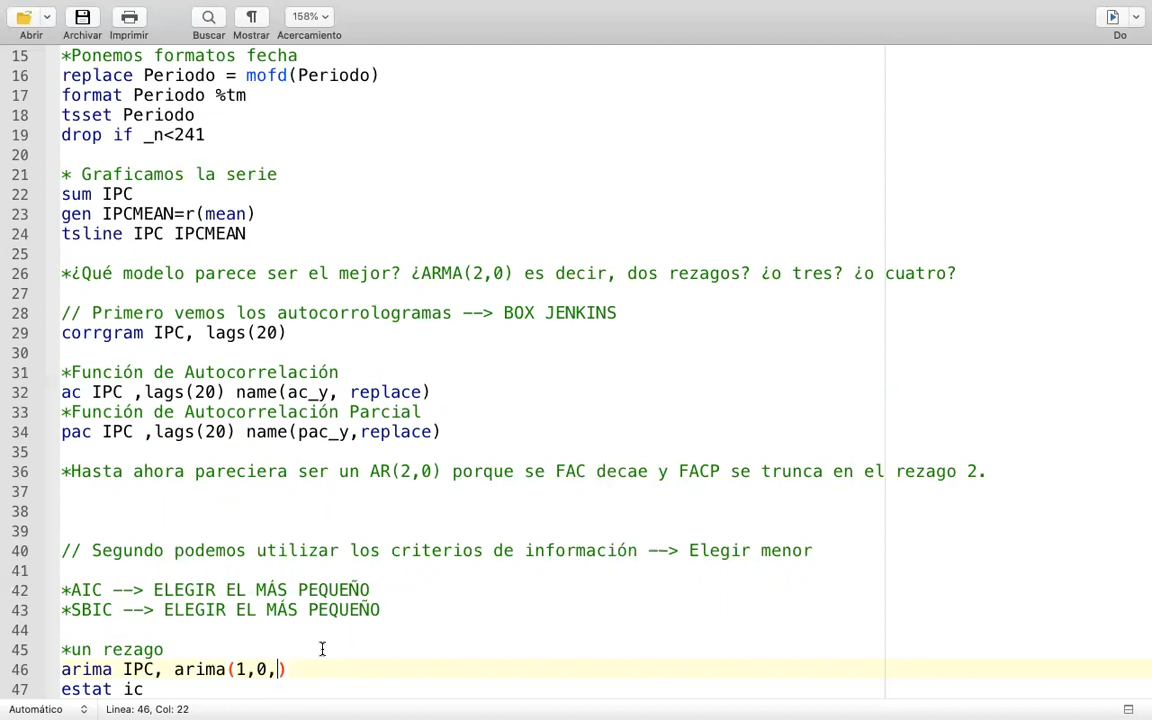 158%
Abrir Archivar Imprimir Buscar Mostrar Acercamiento Do
15 *Ponemos formatos fecha
16 replace Periodo = mofd(Periodo)
17 format Periodo %tm
18 tsset Periodo
19 drop if _n<241
20
21 * Graficamos la serie
22 sum IPC
23 gen IPCMEAN=r(mean)
24 tsline IPC IPCMEAN
25
26 *¿Qué modelo parece ser el mejor? ¿ARMA(2,0) es decir, dos rezagos? ¿o tres? ¿o cuatro?
27
28 // Primero vemos los autocorrologramas --> BOX JENKINS
29 corrgram IPC, lags(20)
30
31 *Función de Autocorrelación
32 ac IPC ,lags(20) name(ac_y, replace)
33 *Función de Autocorrelación Parcial
34 pac IPC ,lags(20) name(pac_y,replace)
35
36 *Hasta ahora pareciera ser un AR(2,0) porque se FAC decae y FACP se trunca en el rezago 2.
37
38
39
40 // Segundo podemos utilizar los criterios de información --> Elegir menor
41
42 *AIC --> ELEGIR EL MÁS PEQUEÑO
43 *SBIC --> ELEGIR EL MÁS PEQUEÑO
44
45 *un rezago
46 arima IPC, arima(1,0,)
47 estat ic
Automático Linea: 46, Col: 22